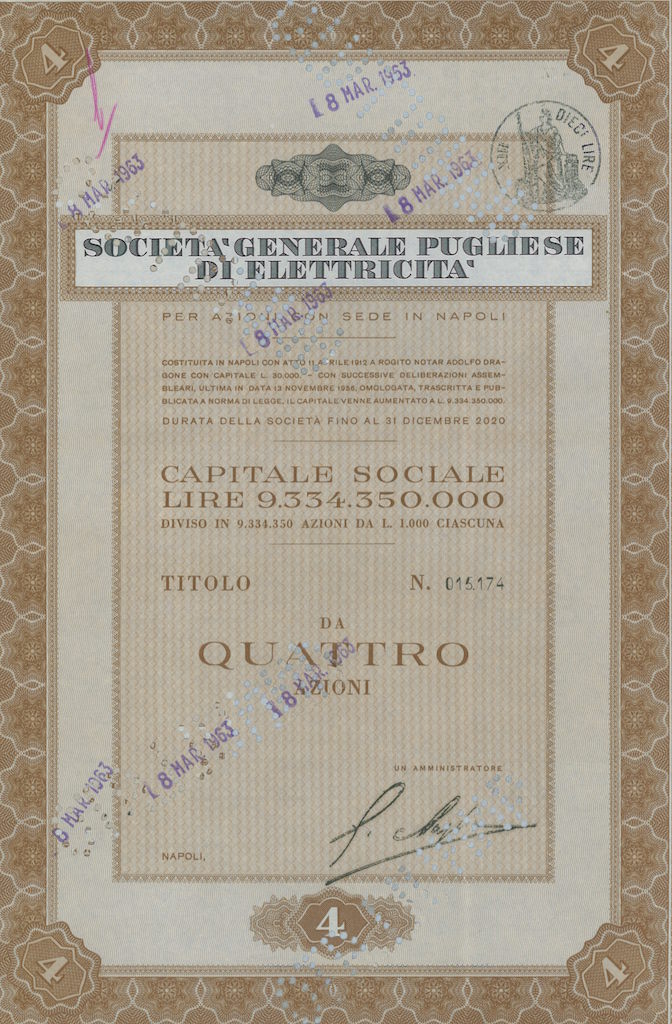 4 4
18 MAR. 1963
DIECI LIRE
18 MAR. 1963
18 MAR. 1963
SOCIETA' GENERALE PUGLIESE
DI ELETTRICITA'
PER AZIONI CON SEDE IN NAPOLI
18 MAR. 1963
COSTITUITA IN NAPOLI CON ATTO 11 APRILE 1912 A ROGITO NOTAR ADOLFO DRA-
GONE CON CAPITALE L. 30.000. - CON SUCCESSIVE DELIBERAZIONI ASSEM-
BLEARI, ULTIMA IN DATA 13 NOVEMBRE 1956, OMOLOGATA, TRASCRITTA E PUB-
BLICATA A NORMA DI LEGGE, IL CAPITALE VENNE AUMENTATO A L. 9.334.350.000.
DURATA DELLA SOCIETÀ FINO AL 31 DICEMBRE 2020
CAPITALE SOCIALE
LIRE 9.334.350.000
DIVISO IN 9.334.350 AZIONI DA L. 1.000 CIASCUNA
TITOLO N. 015.174
DA
QUATTRO
AZIONI
18 MAR. 1963
18 MAR. 1963
MAR. 1963
UN AMMINISTRATORE
NAPOLI,
4
4 4